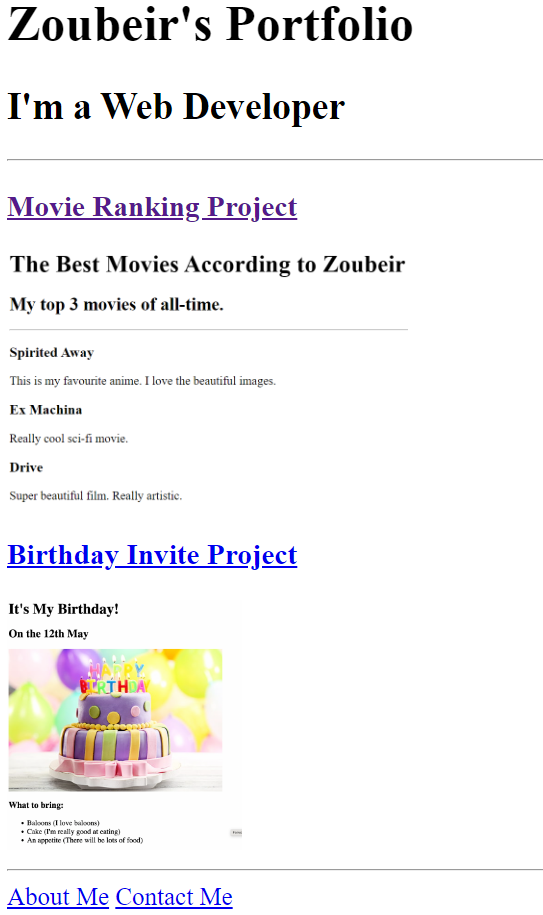 Zoubeir's Portfolio
I'm a Web Developer
Movie Ranking Project
The Best Movies According to Zoubeir
My top 3 movies of all-time.
Spirited Away
This is my favourite anime. I love the beautiful images.
Ex Machina
Really cool sci-fi movie.
Drive
Super beautiful film. Really artistic.
Birthday Invite Project
It's My Birthday!
On the 12th May
HAPPY
BIRTHDAY
What to bring:
Baloons (I love baloons)
Cake (I'm really good at eating)
An appetite (There will be lots of food)
About Me Contact Me